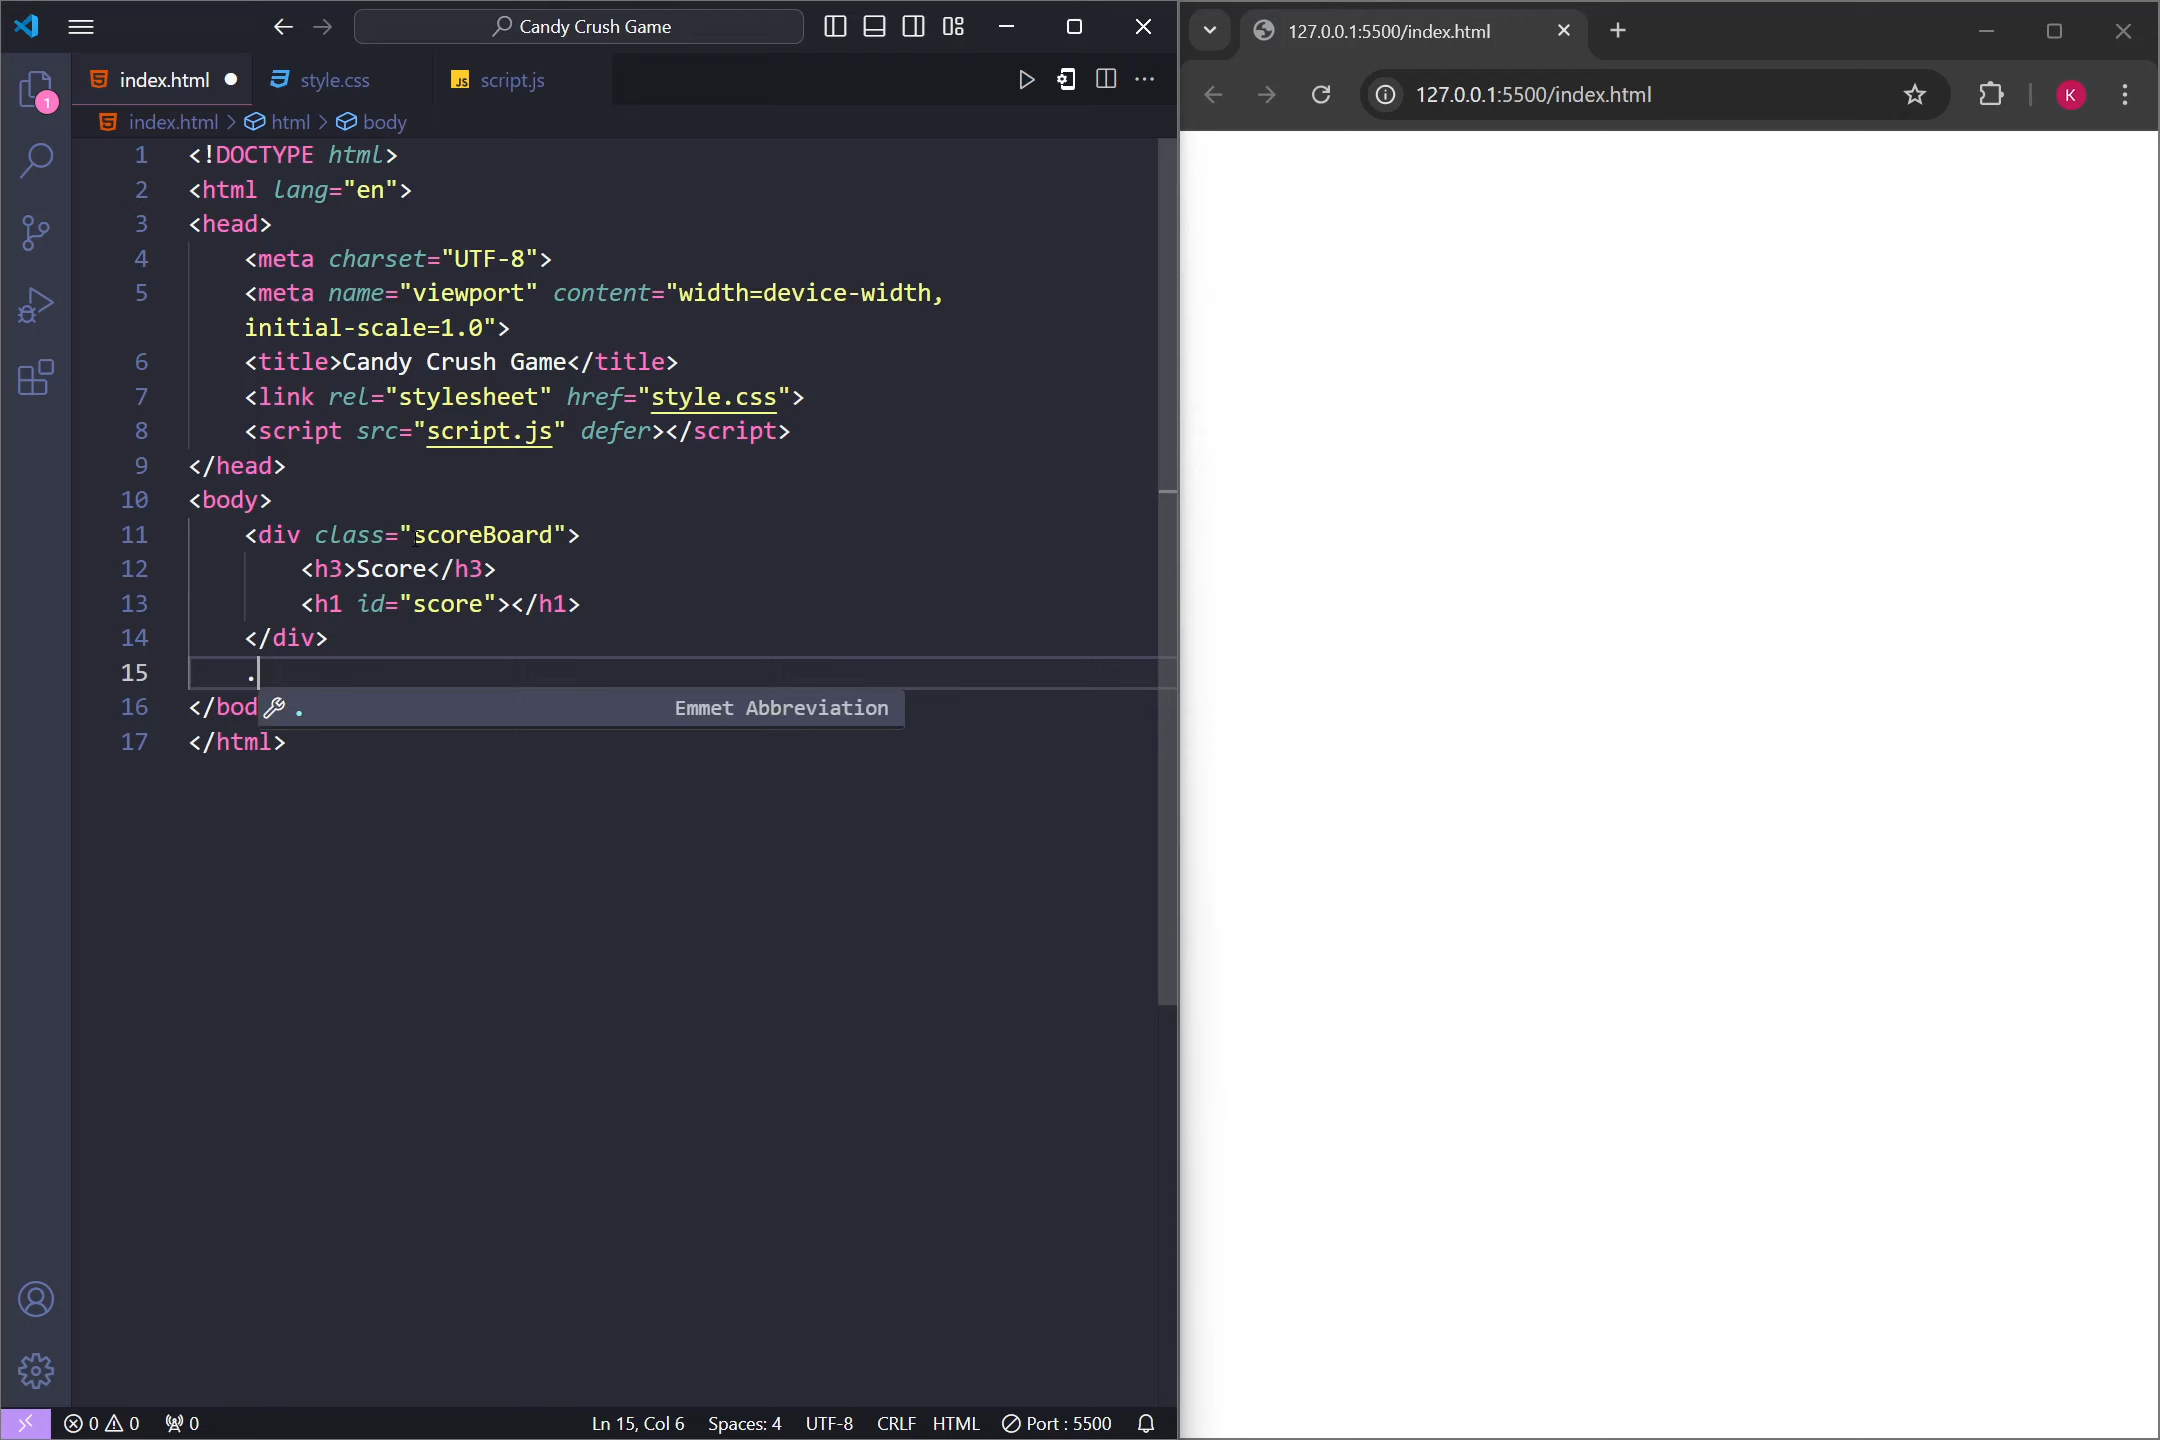 Candy Crush Game
index.html
style.css
JS script.js
1
index.html > html > body
1 <!DOCTYPE html>
2 <html lang="en">
3 <head>
4 <meta charset="UTF-8">
5 <meta name="viewport" content="width=device-width,
initial-scale=1.0">
6 <title>Candy Crush Game</title>
7 <link rel="stylesheet" href="style.css">
8 <script src="script.js" defer></script>
9 </head>
10 <body>
11 <div class="scoreBoard">
12 <h3>Score</h3>
13 <h1 id="score"></h1>
14 </div>
15 .
16 </bod
. Emmet Abbreviation
17 </html>
0 0 0
Ln 15, Col 6 Spaces: 4 UTF-8 CRLF HTML Port : 5500
127.0.0.1:5500/index.html
127.0.0.1:5500/index.html
K